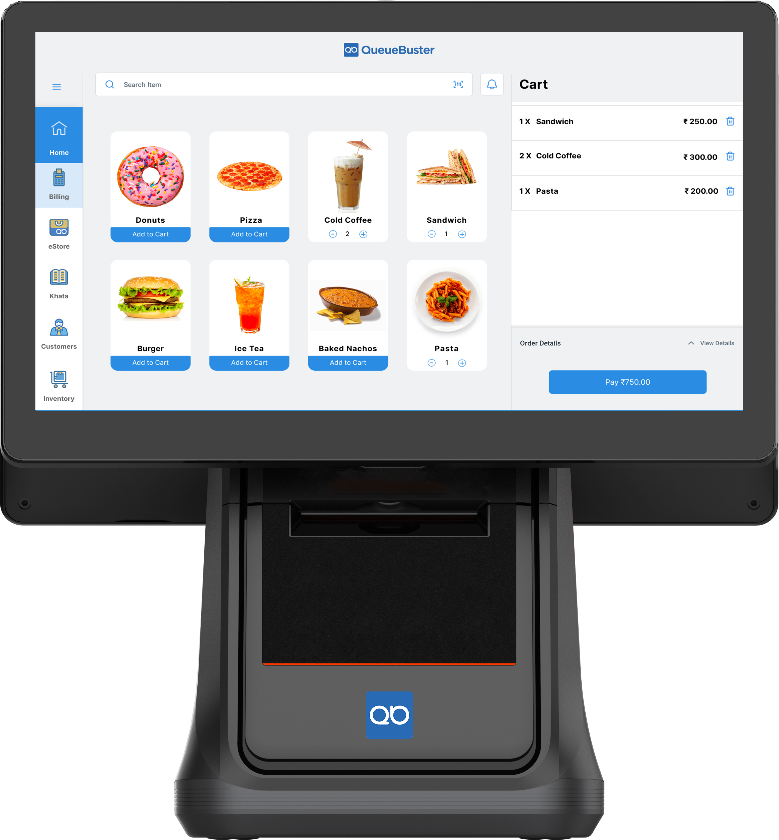 QueueBuster
Search Item
Cart
Home
Billing
eStore
Khata
Customers
Inventory
Donuts
Add to Cart
Pizza
Add to Cart
Cold Coffee
2
Sandwich
1
Burger
Add to Cart
Ice Tea
Add to Cart
Baked Nachos
Add to Cart
Pasta
1
1 X Sandwich ₹ 250.00
2 X Cold Coffee ₹ 300.00
1 X Pasta ₹ 200.00
Order Details View Details
Pay ₹750.00
QB